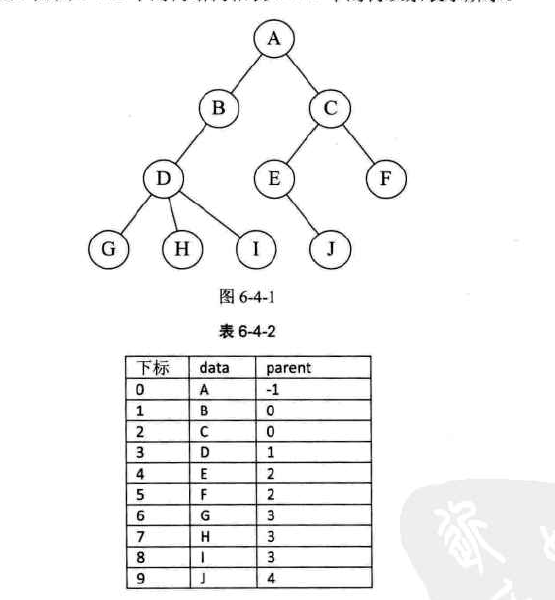 A
B C
D E F
G H I J
图 6-4-1
表 6-4-2
下标 data parent
0 A -1
1 B 0
2 C 0
3 D 1
4 E 2
5 F 2
6 G 3
7 H 3
8 I 3
9 J 4